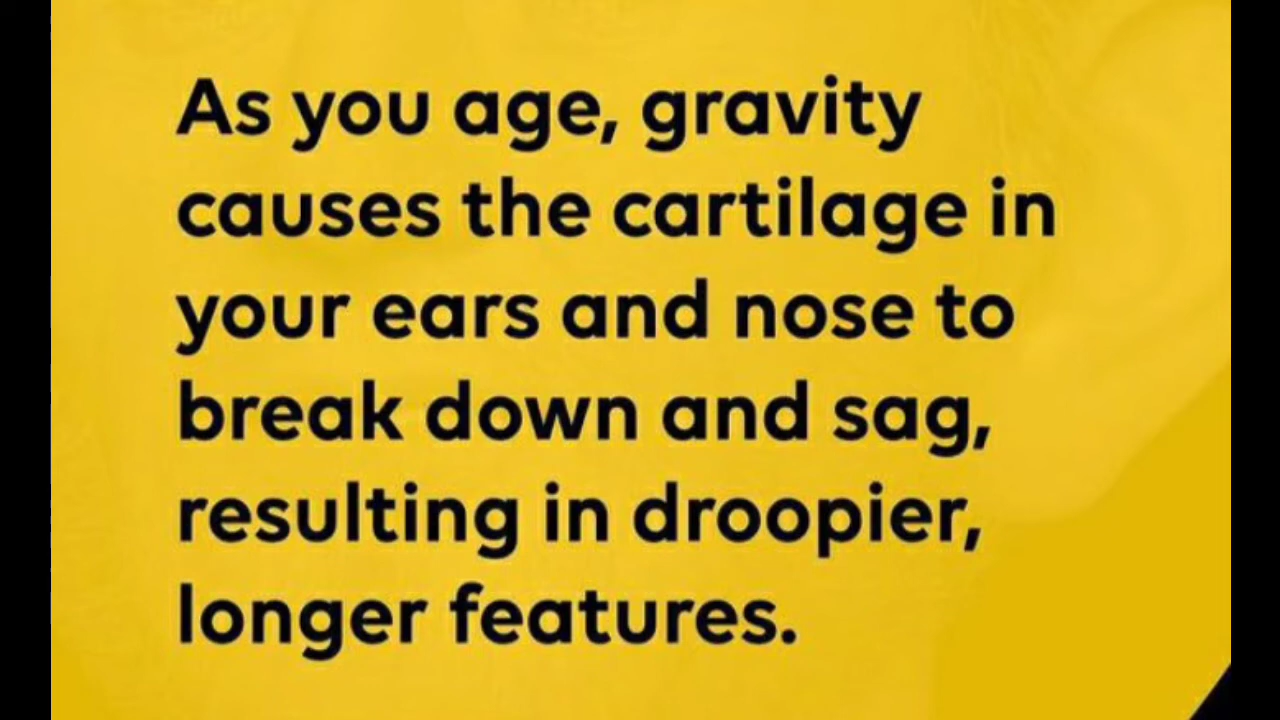 As you age, gravity
causes the cartilage in
your ears and nose to
break down and sag,
resulting in droopier,
longer features.